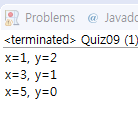 Problems @ Javado
<terminated> Quiz09 (1)
x=1, y=2
x=3, y=1
x=5, y=0